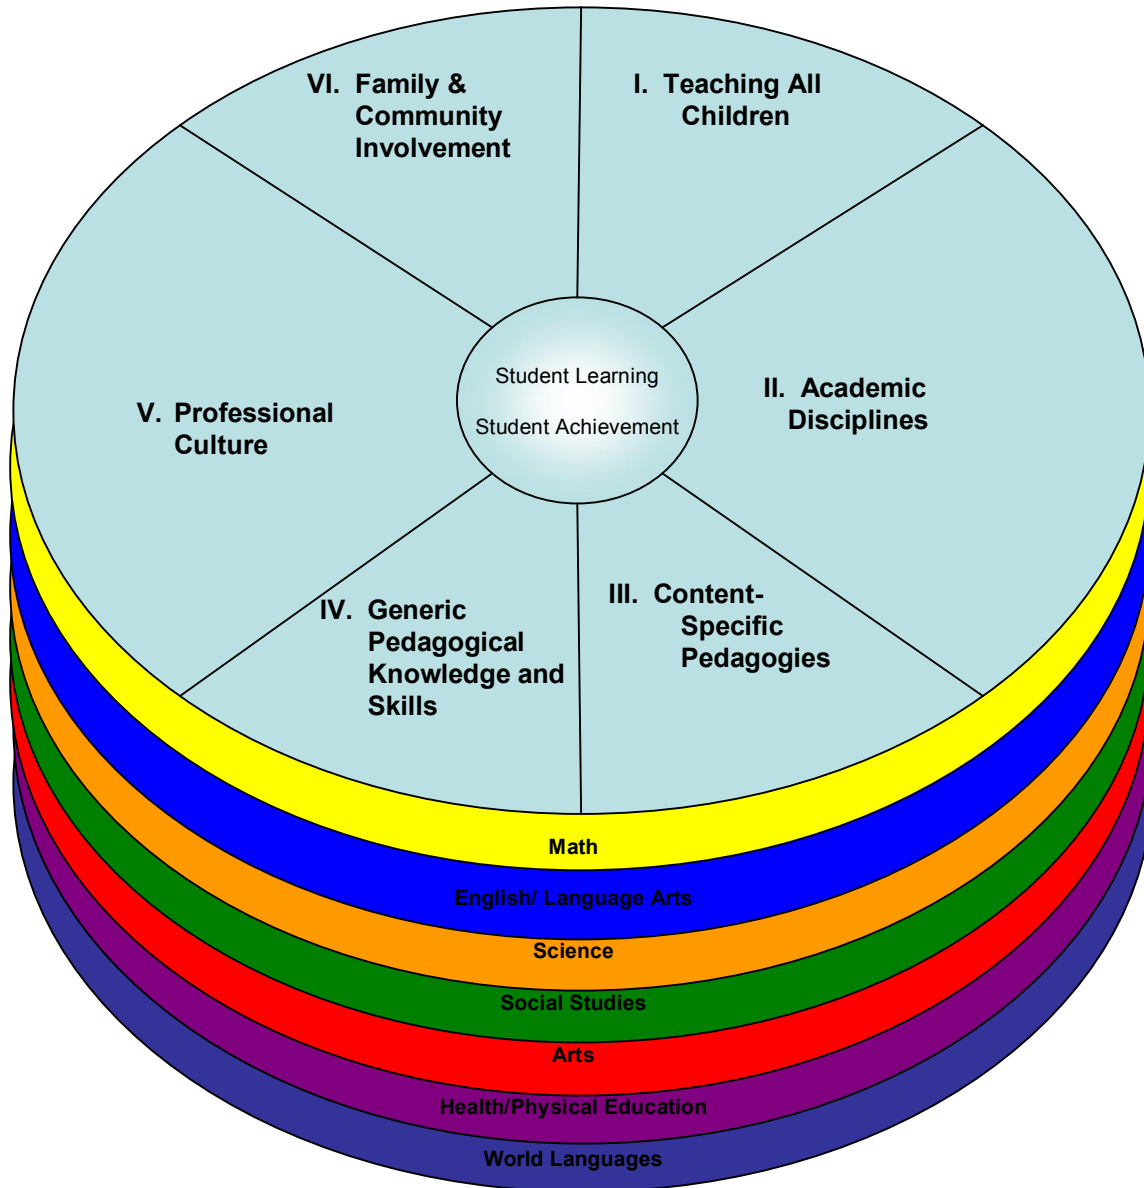 VI. Family &
Community
Involvement
I. Teaching All
Children
Student Learning
Student Achievement
II. Academic
Disciplines
V. Professional
Culture
III. Content-
Specific
Pedagogies
IV. Generic
Pedagogical
Knowledge and
Skills
Math
English/ Language Arts
Science
Social Studies
Arts
Health/Physical Education
World Languages